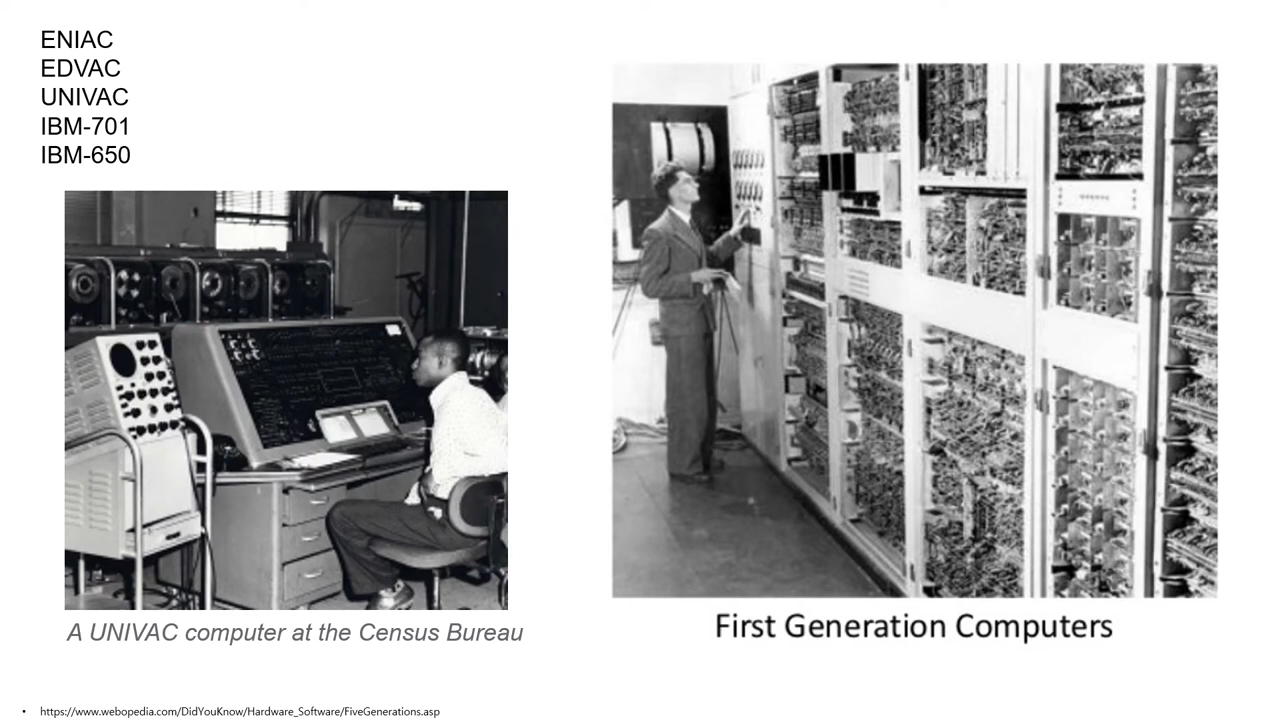 ENIAC
EDVAC
UNIVAC
IBM-701
IBM-650
A UNIVAC computer at the Census Bureau
First Generation Computers
• https://www.webopedia.com/DidYouKnow/Hardware_Software/FiveGenerations.asp